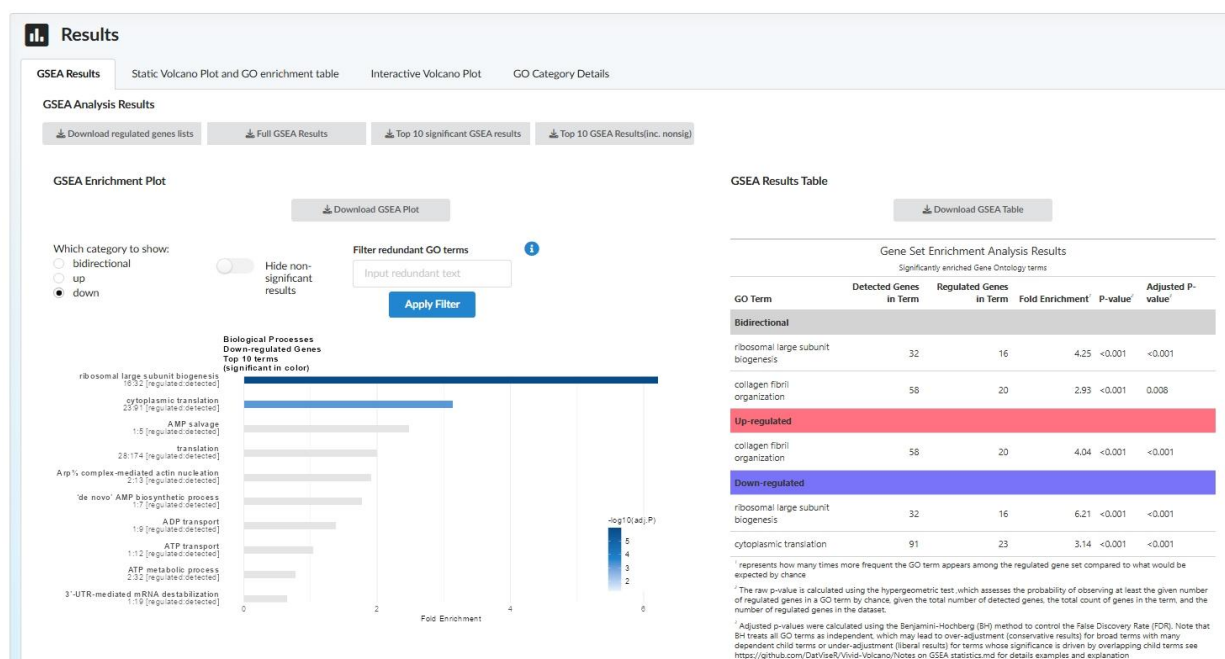 Results
GSEA Results
Static Volcano Plot and GO enrichment table
Interactive Volcano Plot
GO Category Details
GSEA Analysis Results
Download regulated genes lists
Full GSEA Results
Top 10 significant GSEA results
Top 10 GSEA Results(inc. nonsig)
GSEA Enrichment Plot
Download GSEA Plot
Which category to show:
bidirectional
up
down
Hide non-
significant
results
Filter redundant GO terms
Input redundant text
Apply Filter
Biological Processes
Down-regulated Genes
Top 10 terms
(significant in color)
ribosomal large subunit biogenesis
16:32 [regulated:detected]
cytoplasmic translation
23:91 [regulated:detected]
AMP salvage
1:5 [regulated:detected]
translation
28:174 [regulated:detected]
Arp⅔ complex-mediated actin nucleation
2:13 [regulated:detected]
'de novo' AMP biosynthetic process
1:7 [regulated:detected]
ADP transport
1:9 [regulated:detected]
ATP transport
1:12 [regulated:detected]
ATP metabolic process
2:32 [regulated:detected]
3'-UTR-mediated mRNA destabilization
1:19 [regulated:detected]
0 2 4 6
Fold Enrichment
-log10(adj.P)
5
4
3
2
GSEA Results Table
Download GSEA Table
Gene Set Enrichment Analysis Results
Significantly enriched Gene Ontology terms
GO Term Detected Genes in Term Regulated Genes in Term Fold Enrichment¹ P-value² Adjusted P-value³
Bidirectional
ribosomal large subunit biogenesis 32 16 4.25 <0.001 <0.001
collagen fibril organization 58 20 2.93 <0.001 0.008
Up-regulated
collagen fibril organization 58 20 4.04 <0.001 <0.001
Down-regulated
ribosomal large subunit biogenesis 32 16 6.21 <0.001 <0.001
cytoplasmic translation 91 23 3.14 <0.001 <0.001
¹ represents how many times more frequent the GO term appears among the regulated gene set compared to what would be
expected by chance
² The raw p-value is calculated using the hypergeometric test ,which assesses the probability of observing at least the given number
of regulated genes in a GO term by chance, given the total number of detected genes, the total count of genes in the term, and the
number of regulated genes in the dataset.
³ Adjusted p-values were calculated using the Benjamini-Hochberg (BH) method to control the False Discovery Rate (FDR). Note that
BH treats all GO terms as independent, which may lead to over-adjustment (conservative results) for broad terms with many
dependent child terms or under-adjustment (liberal results) for terms whose significance is driven by overlapping child terms see
https://github.com/DatViseR/Vivid-Volcano/Notes on GSEA statistics.md for details examples and explanation